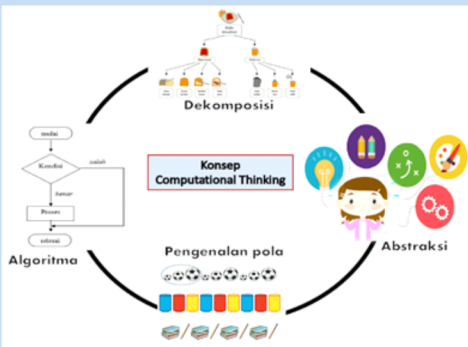 Dekomposisi
Konsep
Computational Thinking
mulai
Kondisi
salah
benar
Proses
selesai
Algoritma
Pengenalan pola
Abstraksi